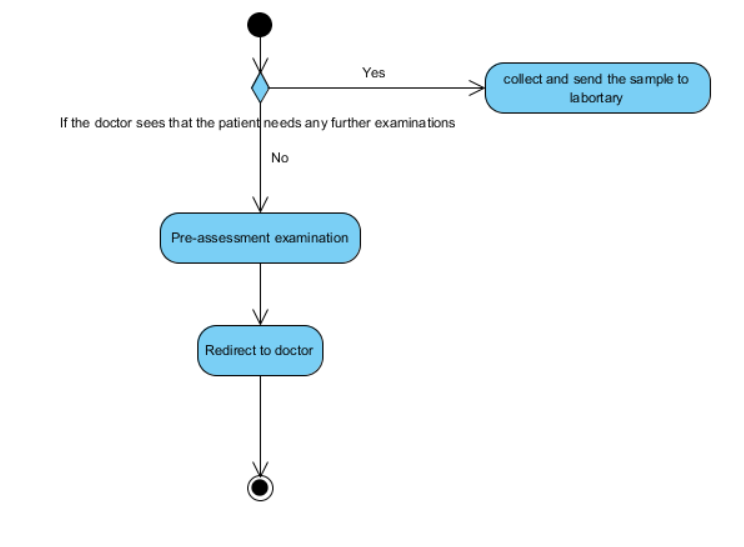 Yes
collect and send the sample to
labortary
If the doctor sees that the patient needs any further examinations
No
Pre-assessment examination
Redirect to doctor